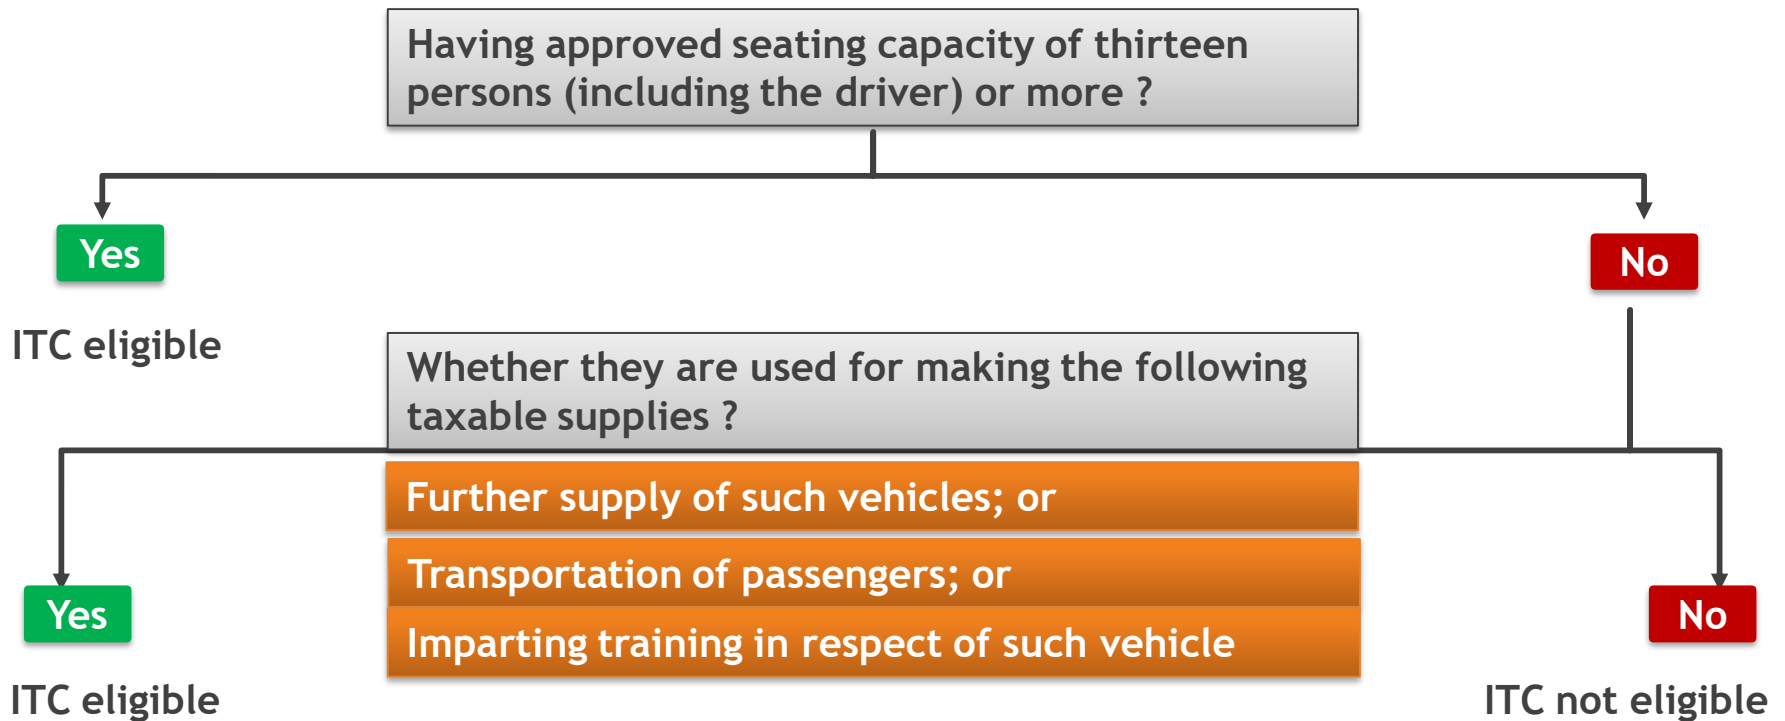 Having approved seating capacity of thirteen
persons (including the driver) or more ?
Yes
No
ITC eligible
Whether they are used for making the following
taxable supplies ?
Further supply of such vehicles; or
Transportation of passengers; or
Imparting training in respect of such vehicle
Yes
No
ITC eligible
ITC not eligible